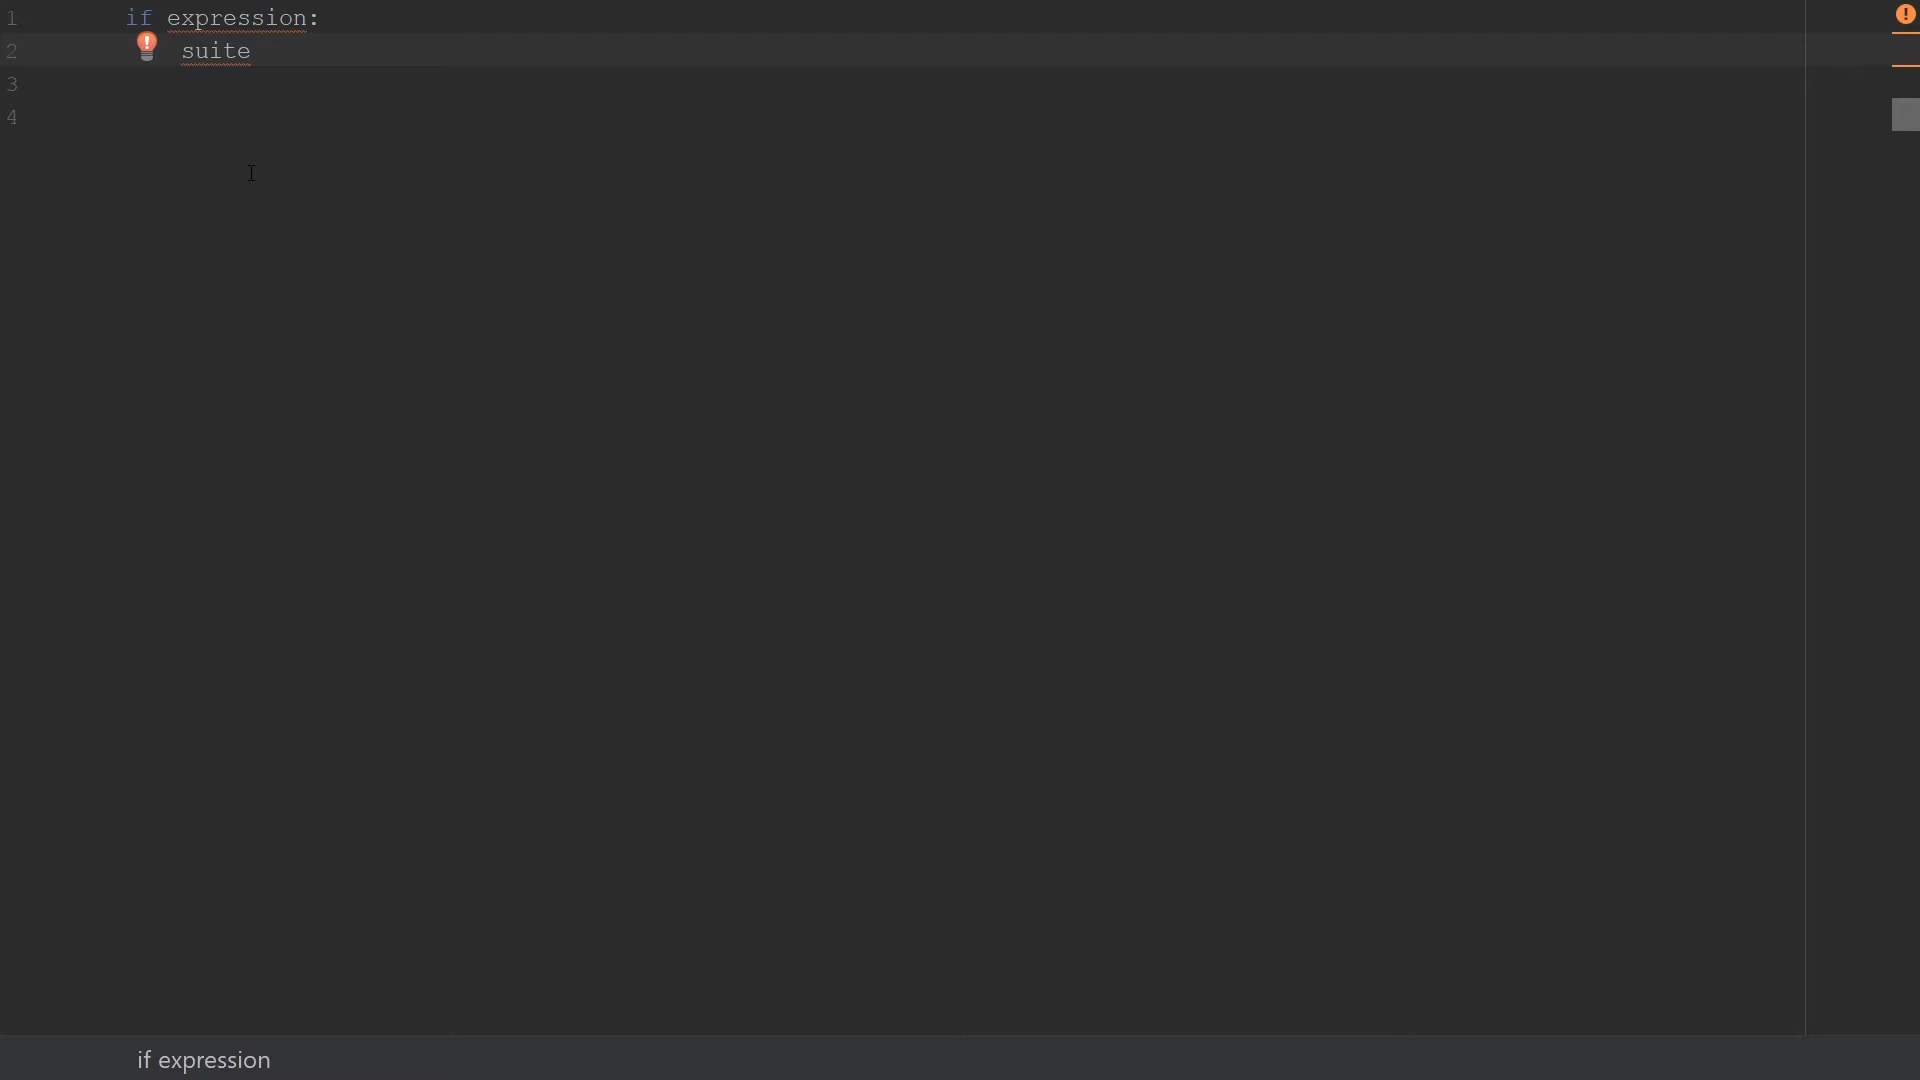 1 if expression:
2 suite
3
4
if expression